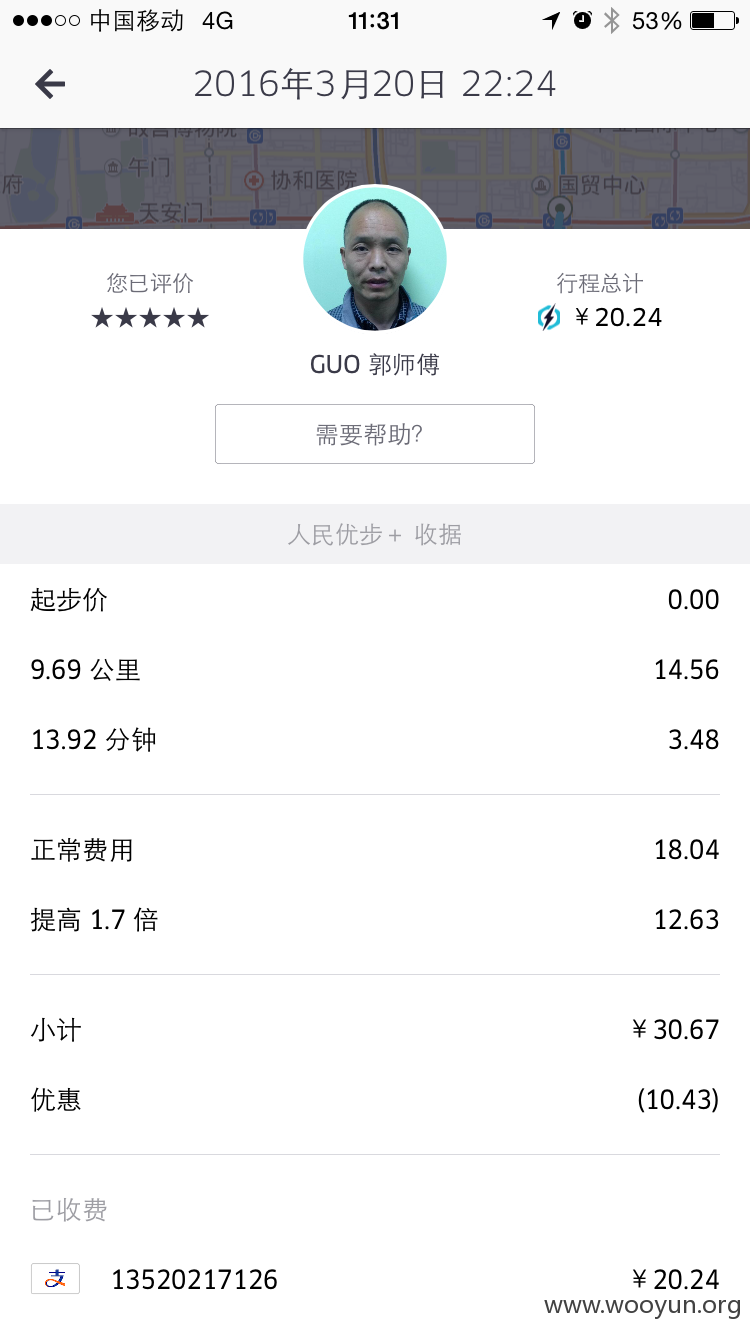 中国移动 4G 11:31 53%
2016年3月20日 22:24
故宫博物院
午门
协和医院
府
国贸中心
天安门
您已评价
行程总计
★★★★★
¥20.24
GUO 郭师傅
需要帮助?
人民优步+ 收据
起步价 0.00
9.69 公里 14.56
13.92 分钟 3.48
正常费用 18.04
提高 1.7 倍 12.63
小计 ¥30.67
优惠 (10.43)
已收费
支 13520217126 ¥20.24
www.wooyun.org